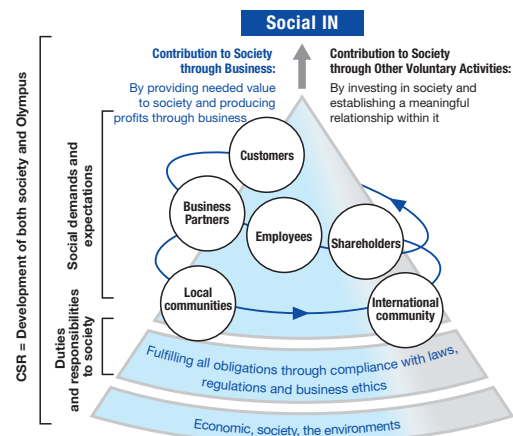 Social IN
Contribution to Society
through Business:
By providing needed value
to society and producing
profits through business
Contribution to Society
through Other Voluntary Activities:
By investing in society and
establishing a meaningful
relationship within it
CSR = Development of both society and Olympus
Social demands and
expectations
Customers
Business
Partners
Employees
Shareholders
Local
communities
International
community
Duties
and responsibilities
to society
Fulfilling all obligations through compliance with laws,
regulations and business ethics
Economic, society, the environments